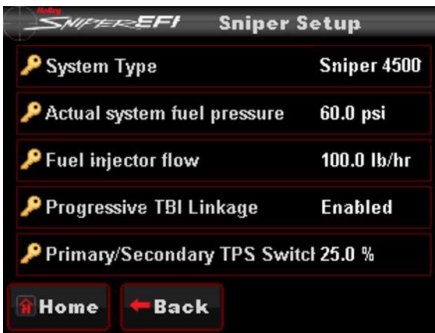 Holley
SNIPER EFI Sniper Setup
System Type Sniper 4500
Actual system fuel pressure 60.0 psi
Fuel injector flow 100.0 lb/hr
Progressive TBI Linkage Enabled
Primary/Secondary TPS Switcl 25.0 %
Home Back